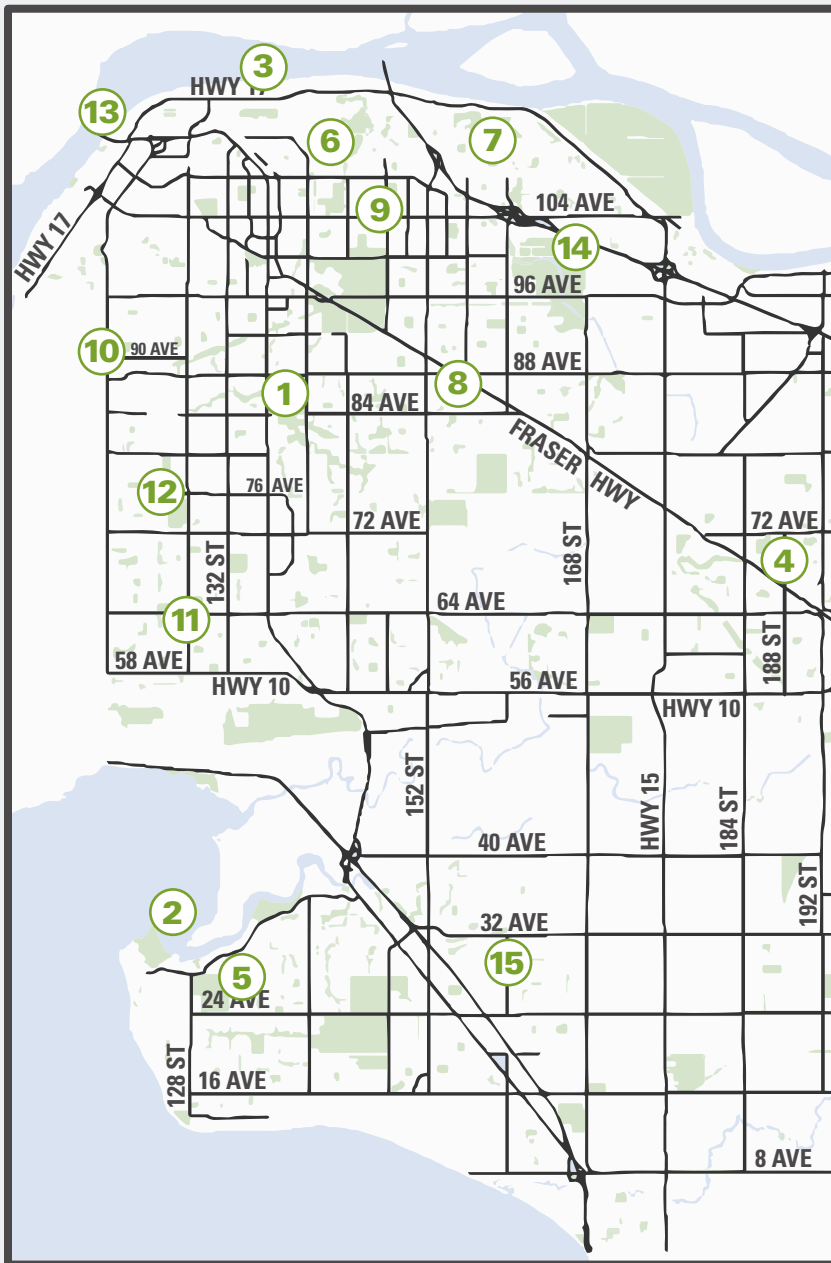 3
HWY 17
13
6
7
9
104 AVE
HWY 17
14
96 AVE
10
90 AVE
88 AVE
8
1
84 AVE
FRASER HWY
12
76 AVE
72 AVE
72 AVE
132 ST
168 ST
4
11
64 AVE
188 ST
58 AVE
HWY 10
56 AVE
HWY 10
152 ST
HWY 15
184 ST
40 AVE
192 ST
2
32 AVE
5
15
24 AVE
128 ST
16 AVE
8 AVE